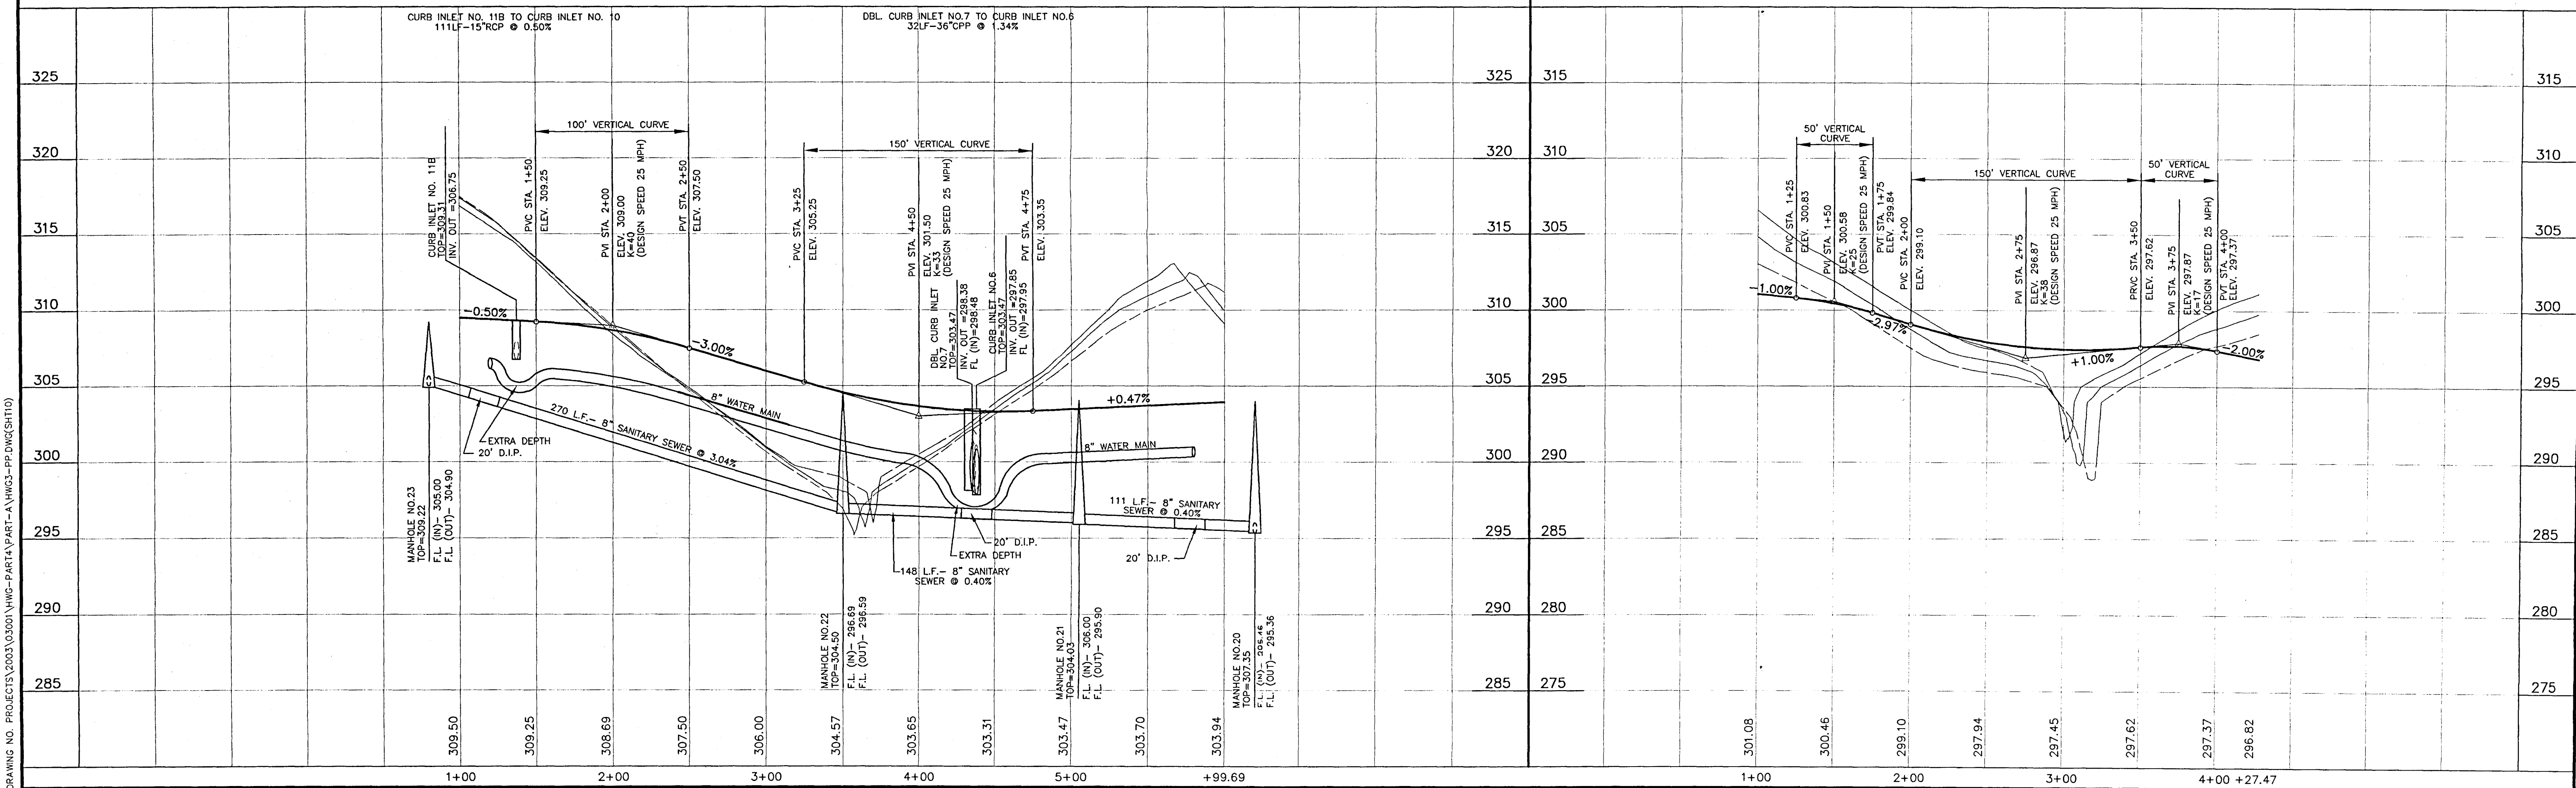 CURB INLET NO. 11B TO CURB INLET NO. 10
111LF-15"RCP @ 0.50%
DBL. CURB INLET NO.7 TO CURB INLET NO.6
32LF-36"CPP @ 1.34%
325
320
315
310
305
300
295
290
285
325
320
315
310
305
300
295
290
285
315
310
305
300
295
290
285
280
275
315
310
305
300
295
290
285
280
275
CURB INLET NO. 11B
TOP=309.31
INV. OUT =306.75
100' VERTICAL CURVE
PVC STA. 1+50
ELEV. 309.25
PVI STA. 2+00
ELEV. 309.00
K=40
(DESIGN SPEED 25 MPH)
PVT STA. 2+50
ELEV. 307.50
150' VERTICAL CURVE
PVC STA. 3+25
ELEV. 305.25
PVI STA. 4+50
ELEV. 301.50
K=33
(DESIGN SPEED 25 MPH)
DBL. CURB INLET
NO.7
TOP=303.47
INV. OUT =298.38
FL (IN)=298.48
CURB INLET NO.6
TOP=303.47
INV. OUT =297.85
FL (IN)=297.95
PVT STA. 4+75
ELEV. 303.35
-0.50%
-3.00%
+0.47%
8" WATER MAIN
8" WATER MAIN
270 L.F.- 8" SANITARY SEWER @ 3.04%
EXTRA DEPTH
20' D.I.P.
111 L.F.- 8" SANITARY
SEWER @ 0.40%
20' D.I.P.
EXTRA DEPTH
20' D.I.P.
148 L.F.- 8" SANITARY
SEWER @ 0.40%
MANHOLE NO.23
TOP=309.22
F.L. (IN)- 305.00
F.L. (OUT)- 304.90
MANHOLE NO.22
TOP=304.50
F.L. (IN)- 296.69
F.L. (OUT)- 296.59
MANHOLE NO.21
TOP=304.03
F.L. (IN)- 306.00
F.L. (OUT)- 295.90
MANHOLE NO.20
TOP=307.35
F.L. (IN)- 295.46
F.L. (OUT)- 295.36
50' VERTICAL
CURVE
PVC STA. 1+25
ELEV. 300.83
PVI STA. 1+50
ELEV. 300.58
K=25
(DESIGN SPEED 25 MPH)
PVT STA. 1+75
ELEV. 299.84
PVC STA. 2+00
ELEV. 299.10
150' VERTICAL CURVE
PVI STA. 2+75
ELEV. 296.87
K=38
(DESIGN SPEED 25 MPH)
50' VERTICAL
CURVE
PRVC STA. 3+50
ELEV. 297.62
PVI STA. 3+75
ELEV. 297.87
K=17
(DESIGN SPEED 25 MPH)
PVT STA. 4+00
ELEV. 297.37
-1.00%
-2.97%
+1.00%
-2.00%
309.50
309.25
308.69
307.50
306.00
304.57
303.65
303.31
303.47
303.70
303.94
301.08
300.46
299.10
297.94
297.45
297.62
297.37
296.82
1+00
2+00
3+00
4+00
5+00
+99.69
1+00
2+00
3+00
4+00 +27.47
DRAWING NO. PROJECTS\2003\03001\HWG-PART4\PART-A\HWG3-PP.DWG(SHT10)